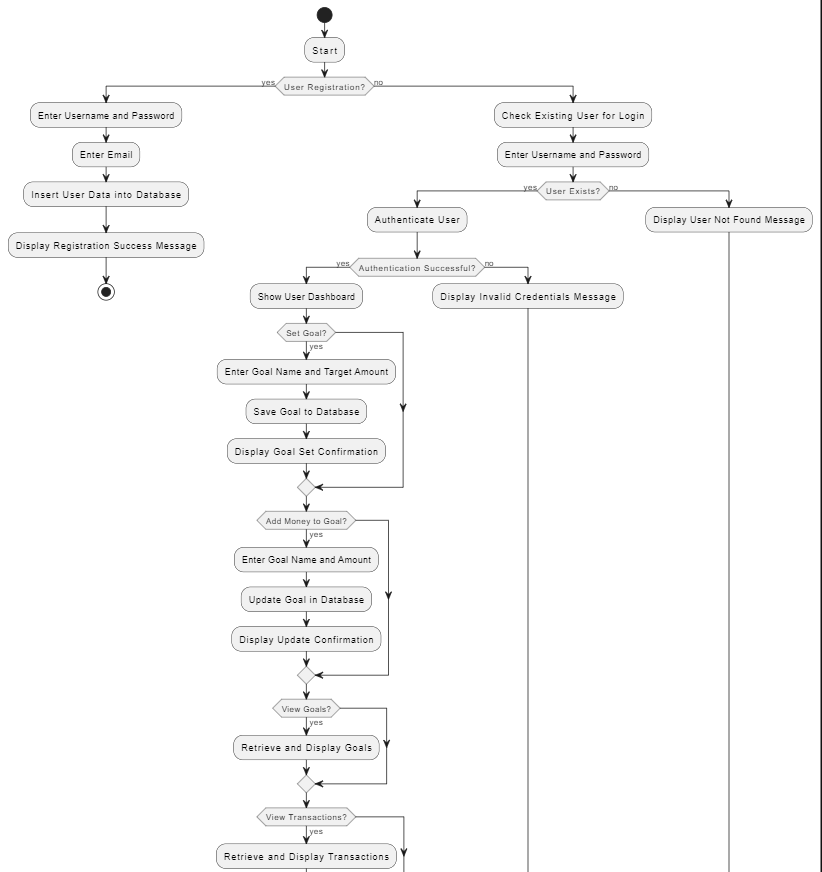 Start
yes
User Registration?
no
Enter Username and Password
Check Existing User for Login
Enter Email
Enter Username and Password
Insert User Data into Database
yes
User Exists?
no
Authenticate User
Display User Not Found Message
Display Registration Success Message
yes
Authentication Successful?
no
Show User Dashboard
Display Invalid Credentials Message
Set Goal?
yes
Enter Goal Name and Target Amount
Save Goal to Database
Display Goal Set Confirmation
Add Money to Goal?
yes
Enter Goal Name and Amount
Update Goal in Database
Display Update Confirmation
View Goals?
yes
Retrieve and Display Goals
View Transactions?
yes
Retrieve and Display Transactions